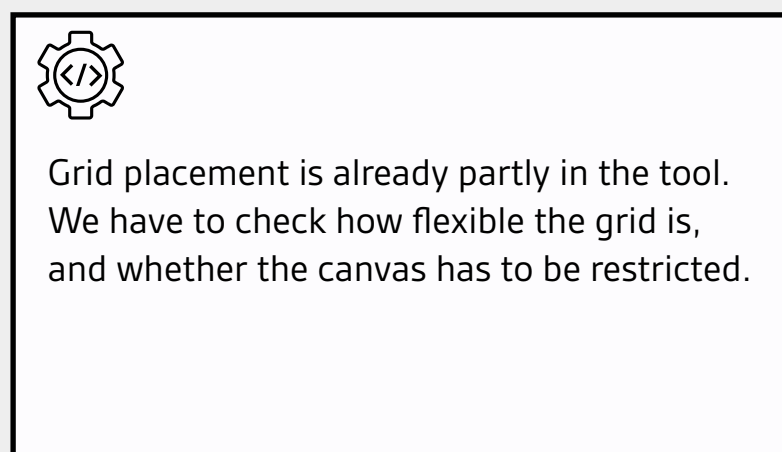 Grid placement is already partly in the tool.
We have to check how flexible the grid is,
and whether the canvas has to be restricted.